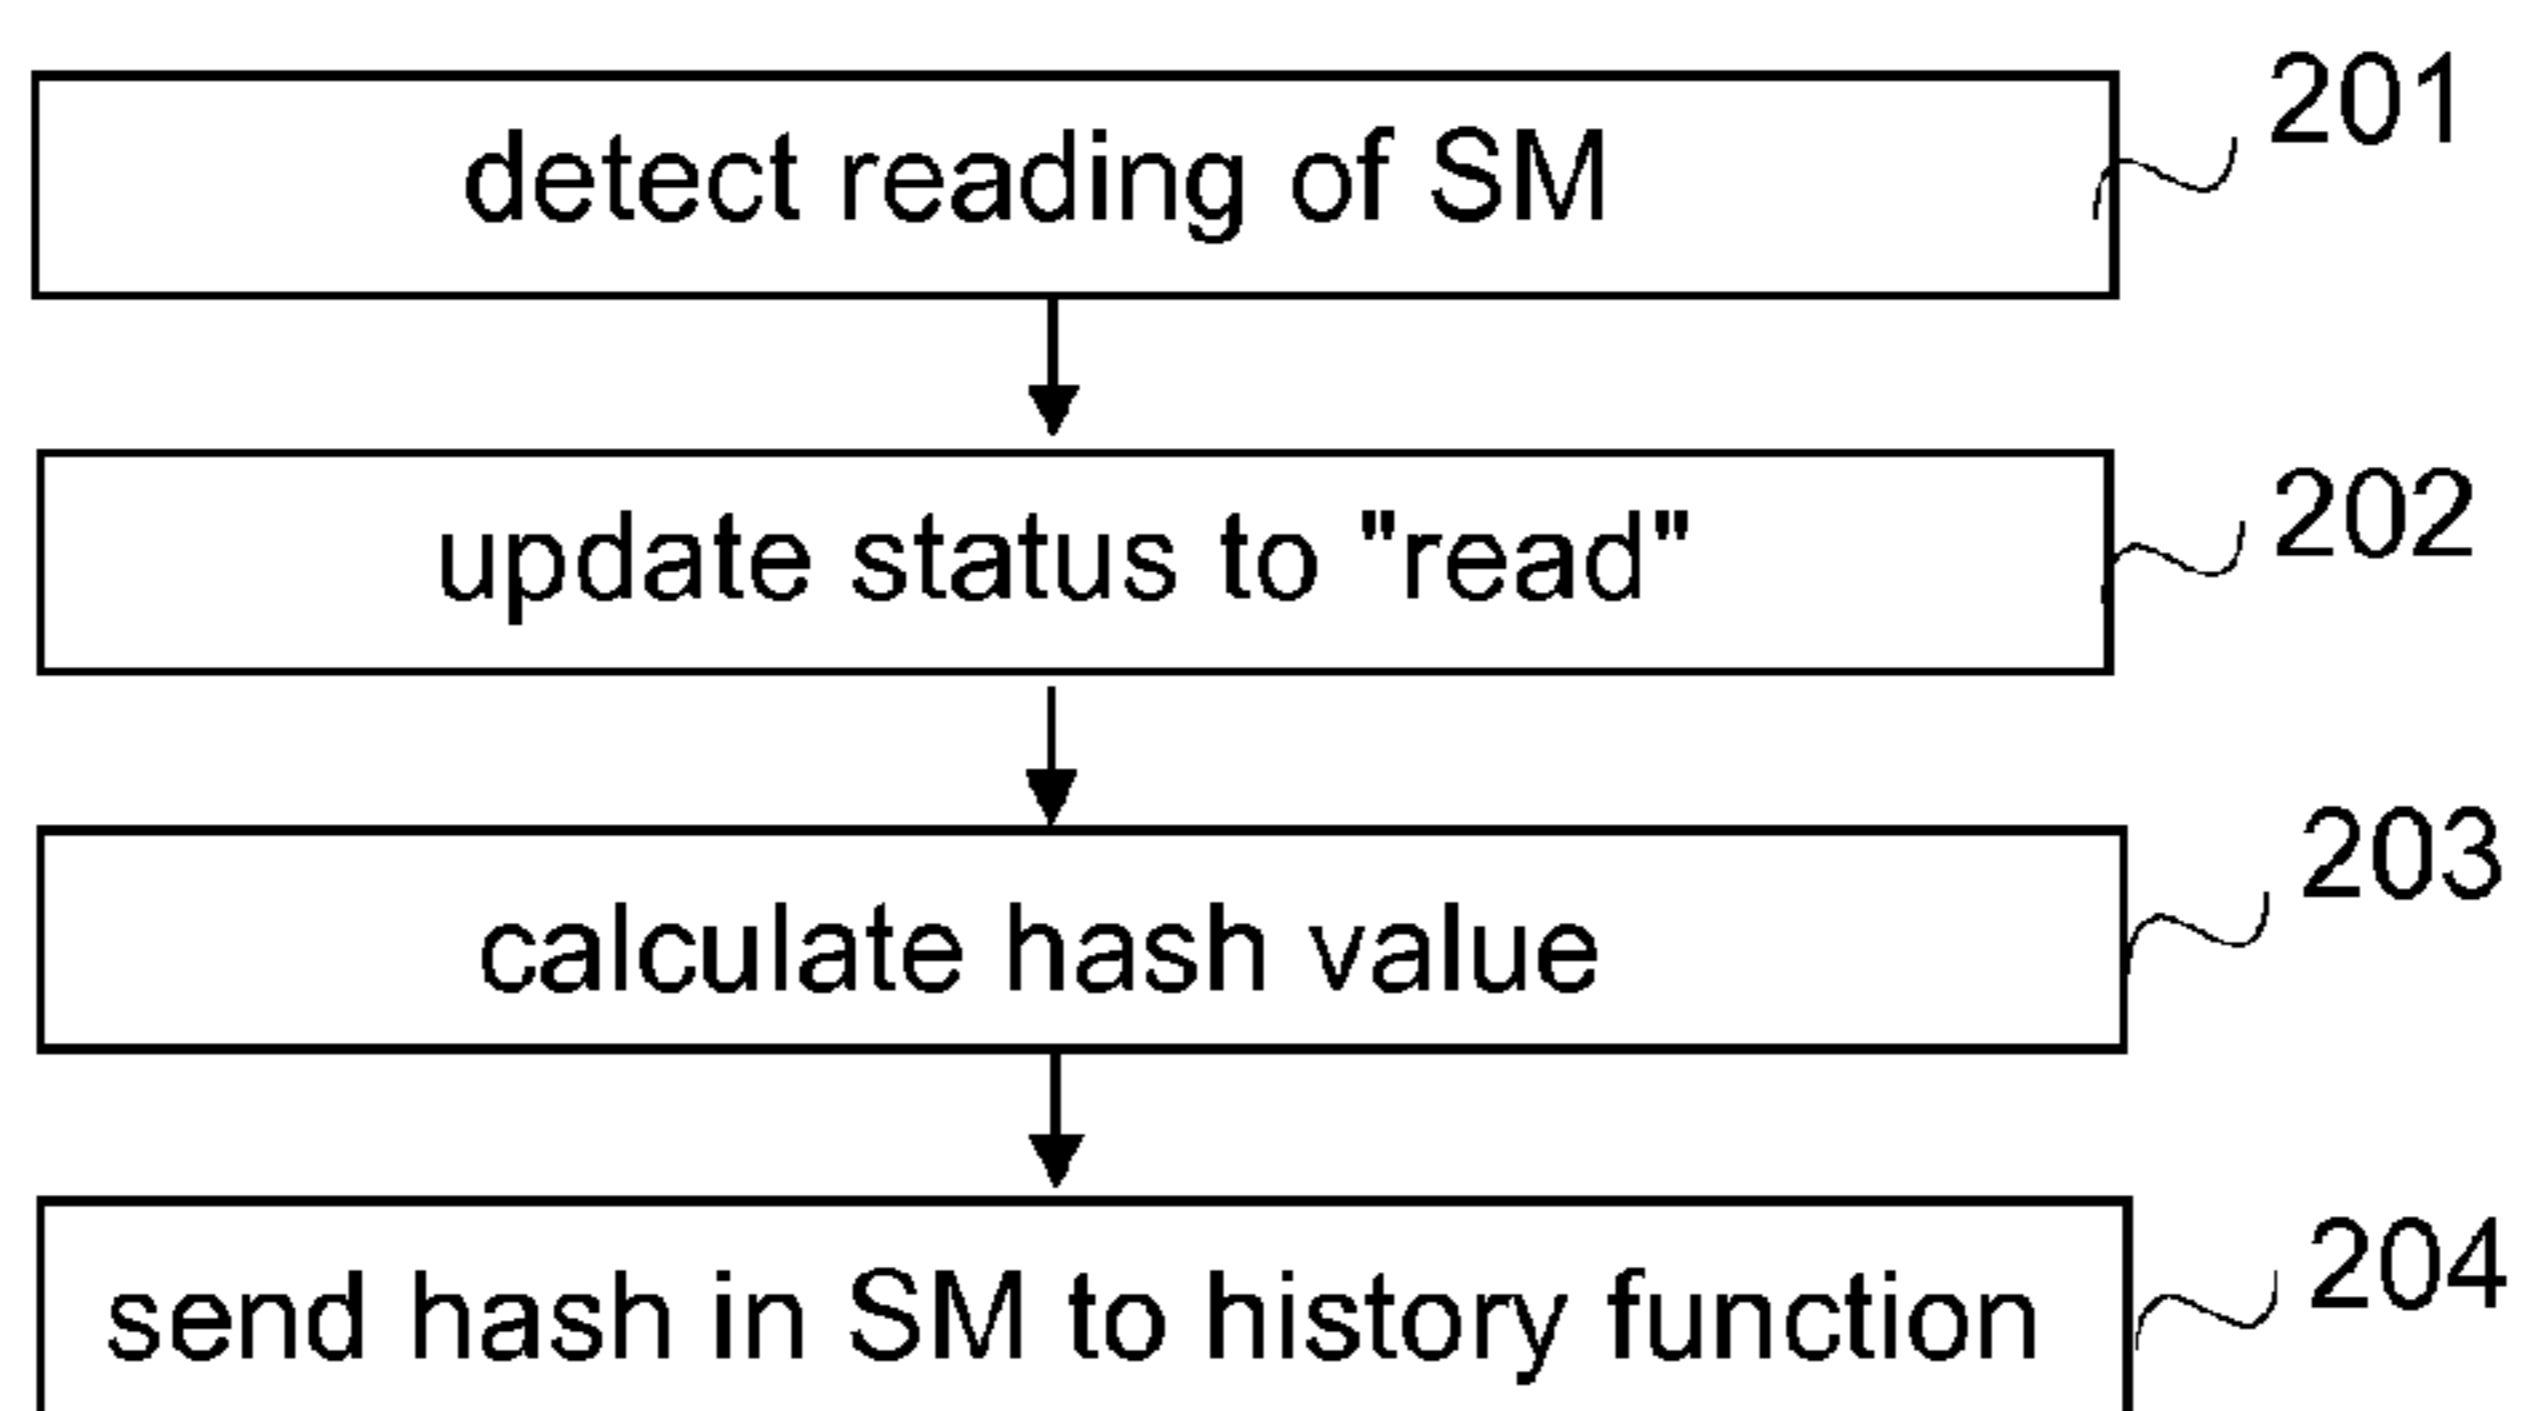 201
detect reading of SM
202
update status to "read"
203
calculate hash value
204
send hash in SM to history function